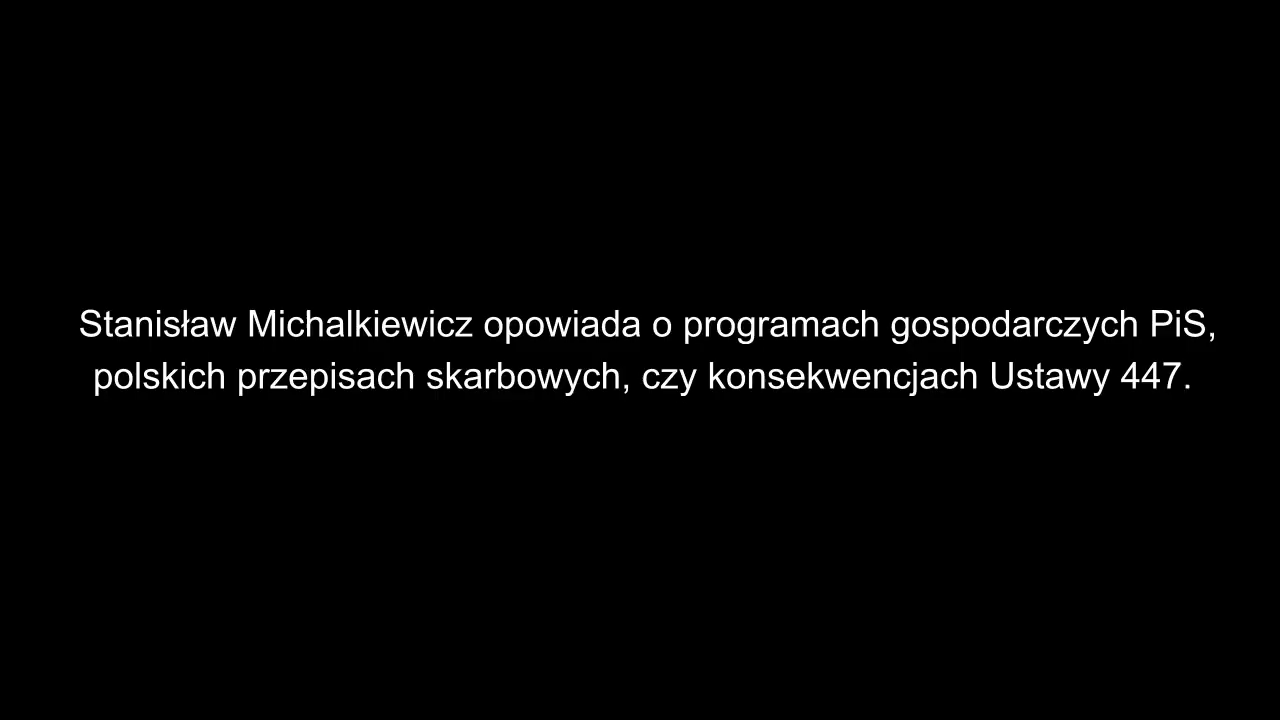 Stanisław Michalkiewicz opowiada o programach gospodarczych PiS,
polskich przepisach skarbowych, czy konsekwencjach Ustawy 447.